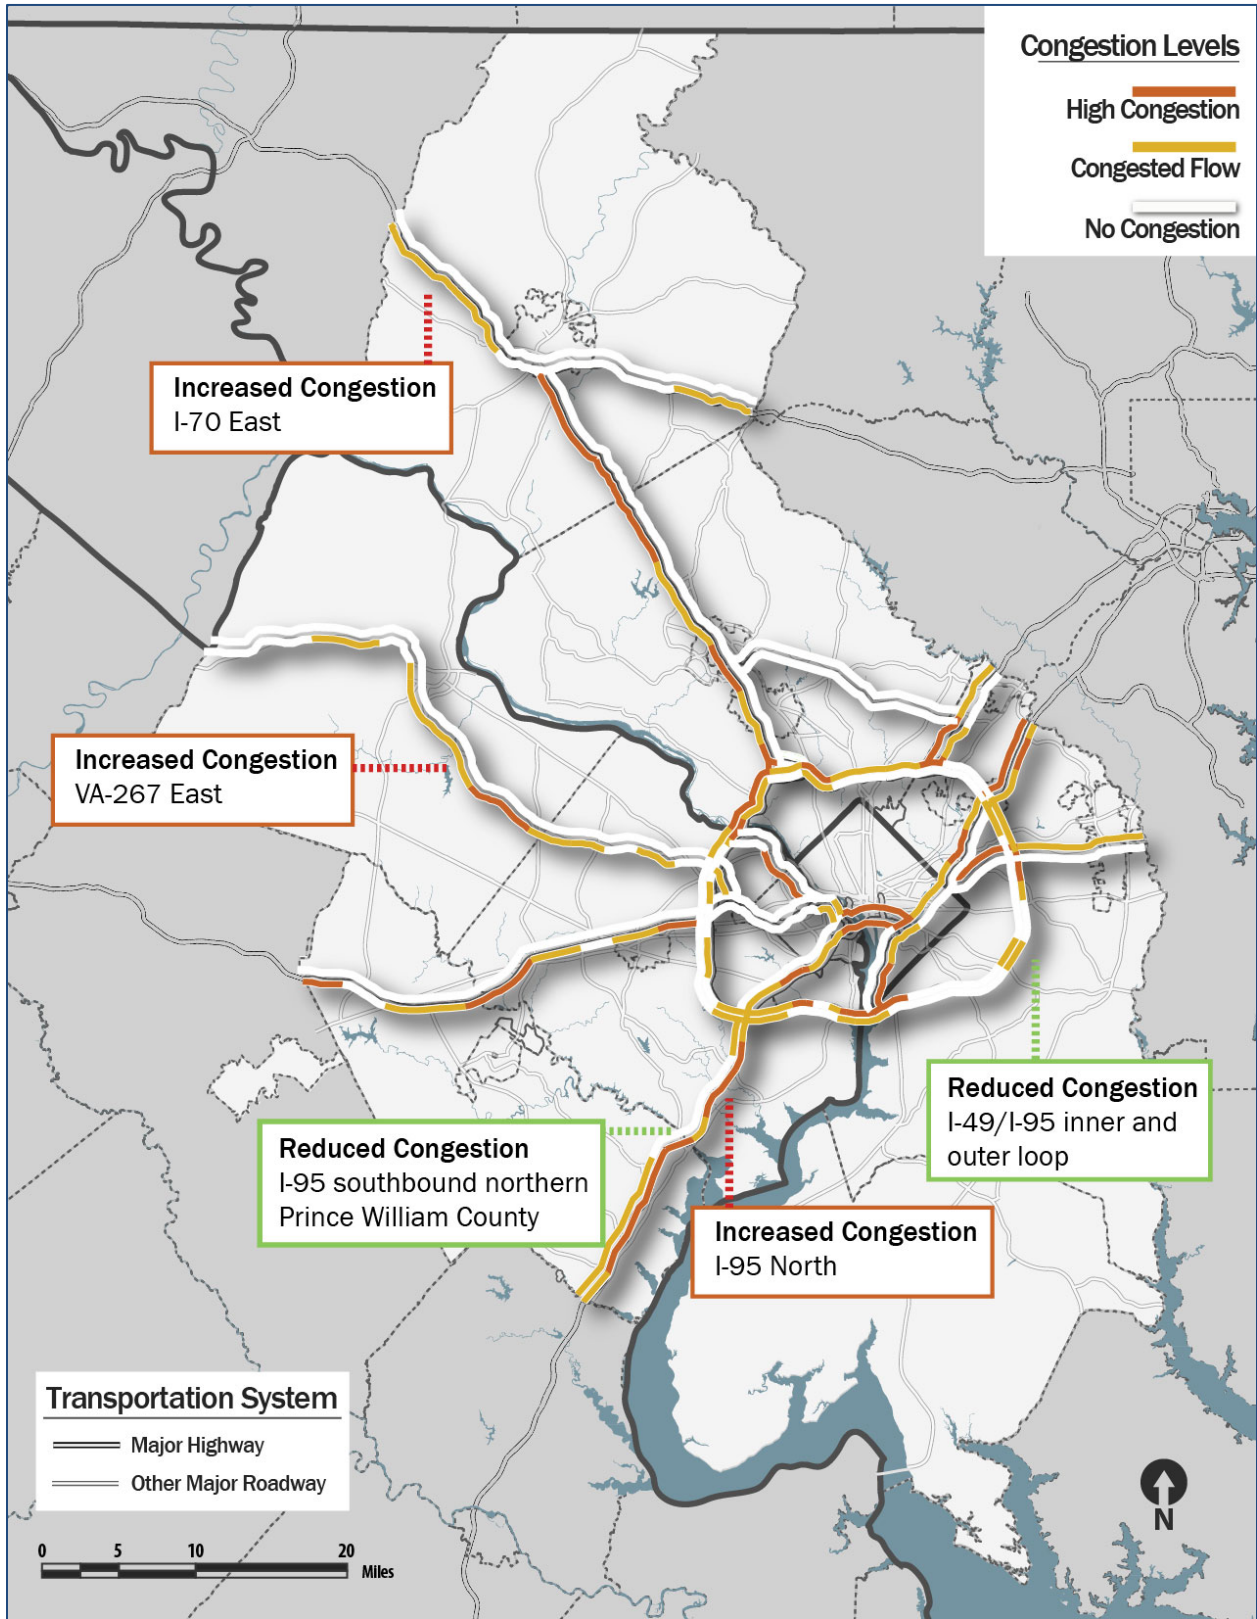 Congestion Levels
High Congestion
Congested Flow
No Congestion
Increased Congestion
I-70 East
Increased Congestion
VA-267 East
Reduced Congestion
I-49/I-95 inner and
outer loop
Reduced Congestion
I-95 southbound northern
Prince William County
Increased Congestion
I-95 North
Transportation System
Major Highway
Other Major Roadway
0 5 10 20
Miles
N